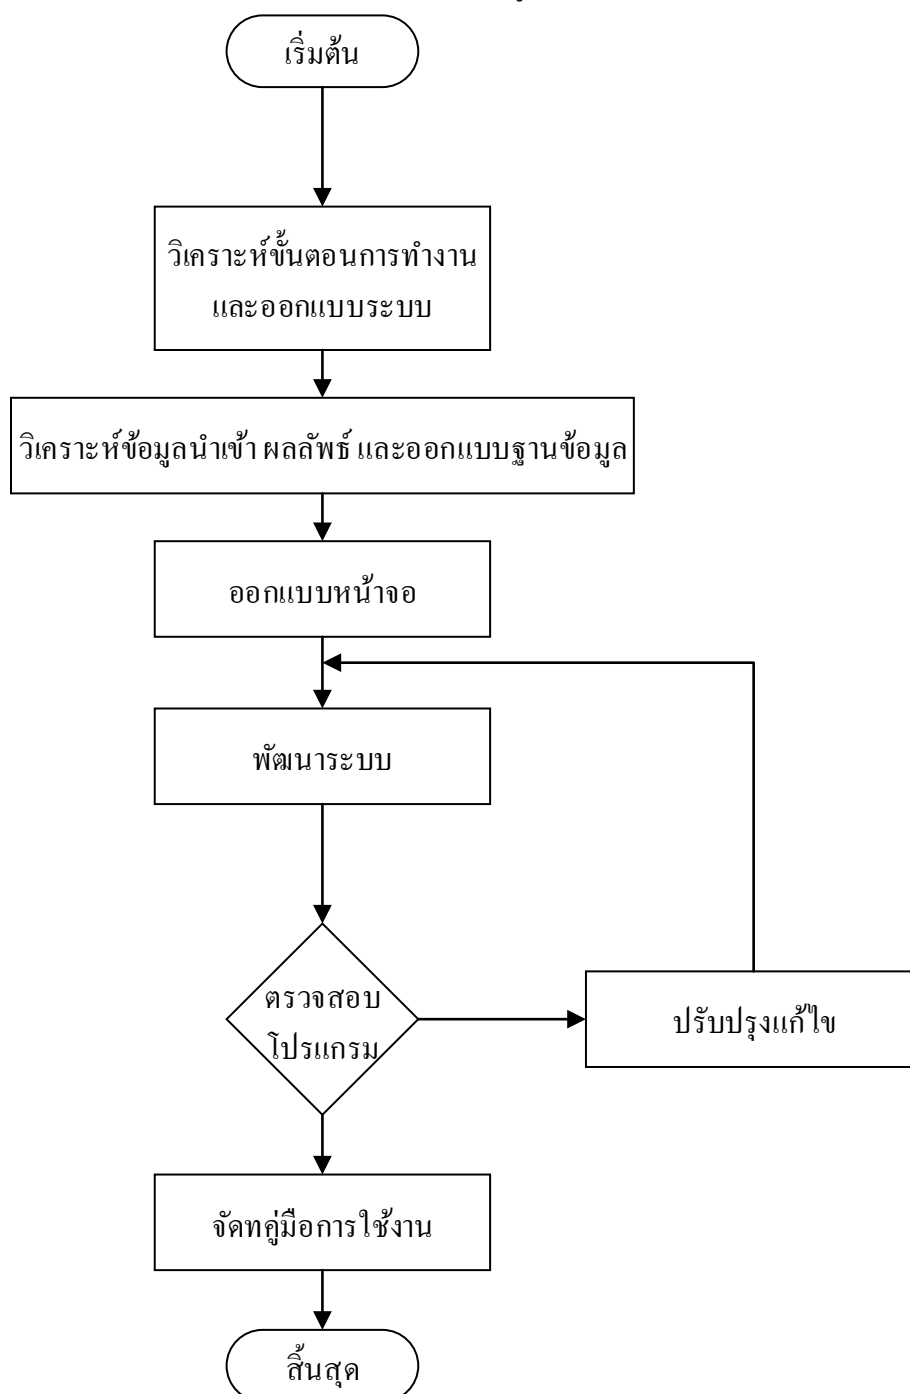 เริ่มต้น
วิเคราะห์ขั้นตอนการทำงาน
และออกแบบระบบ
วิเคราะห์ข้อมูลนำเข้า ผลลัพธ์ และออกแบบฐานข้อมูล
ออกแบบหน้าจอ
พัฒนาระบบ
ตรวจสอบ
โปรแกรม
ปรับปรุงแก้ไข
จัดทคู่มือการใช้งาน
สิ้นสุด